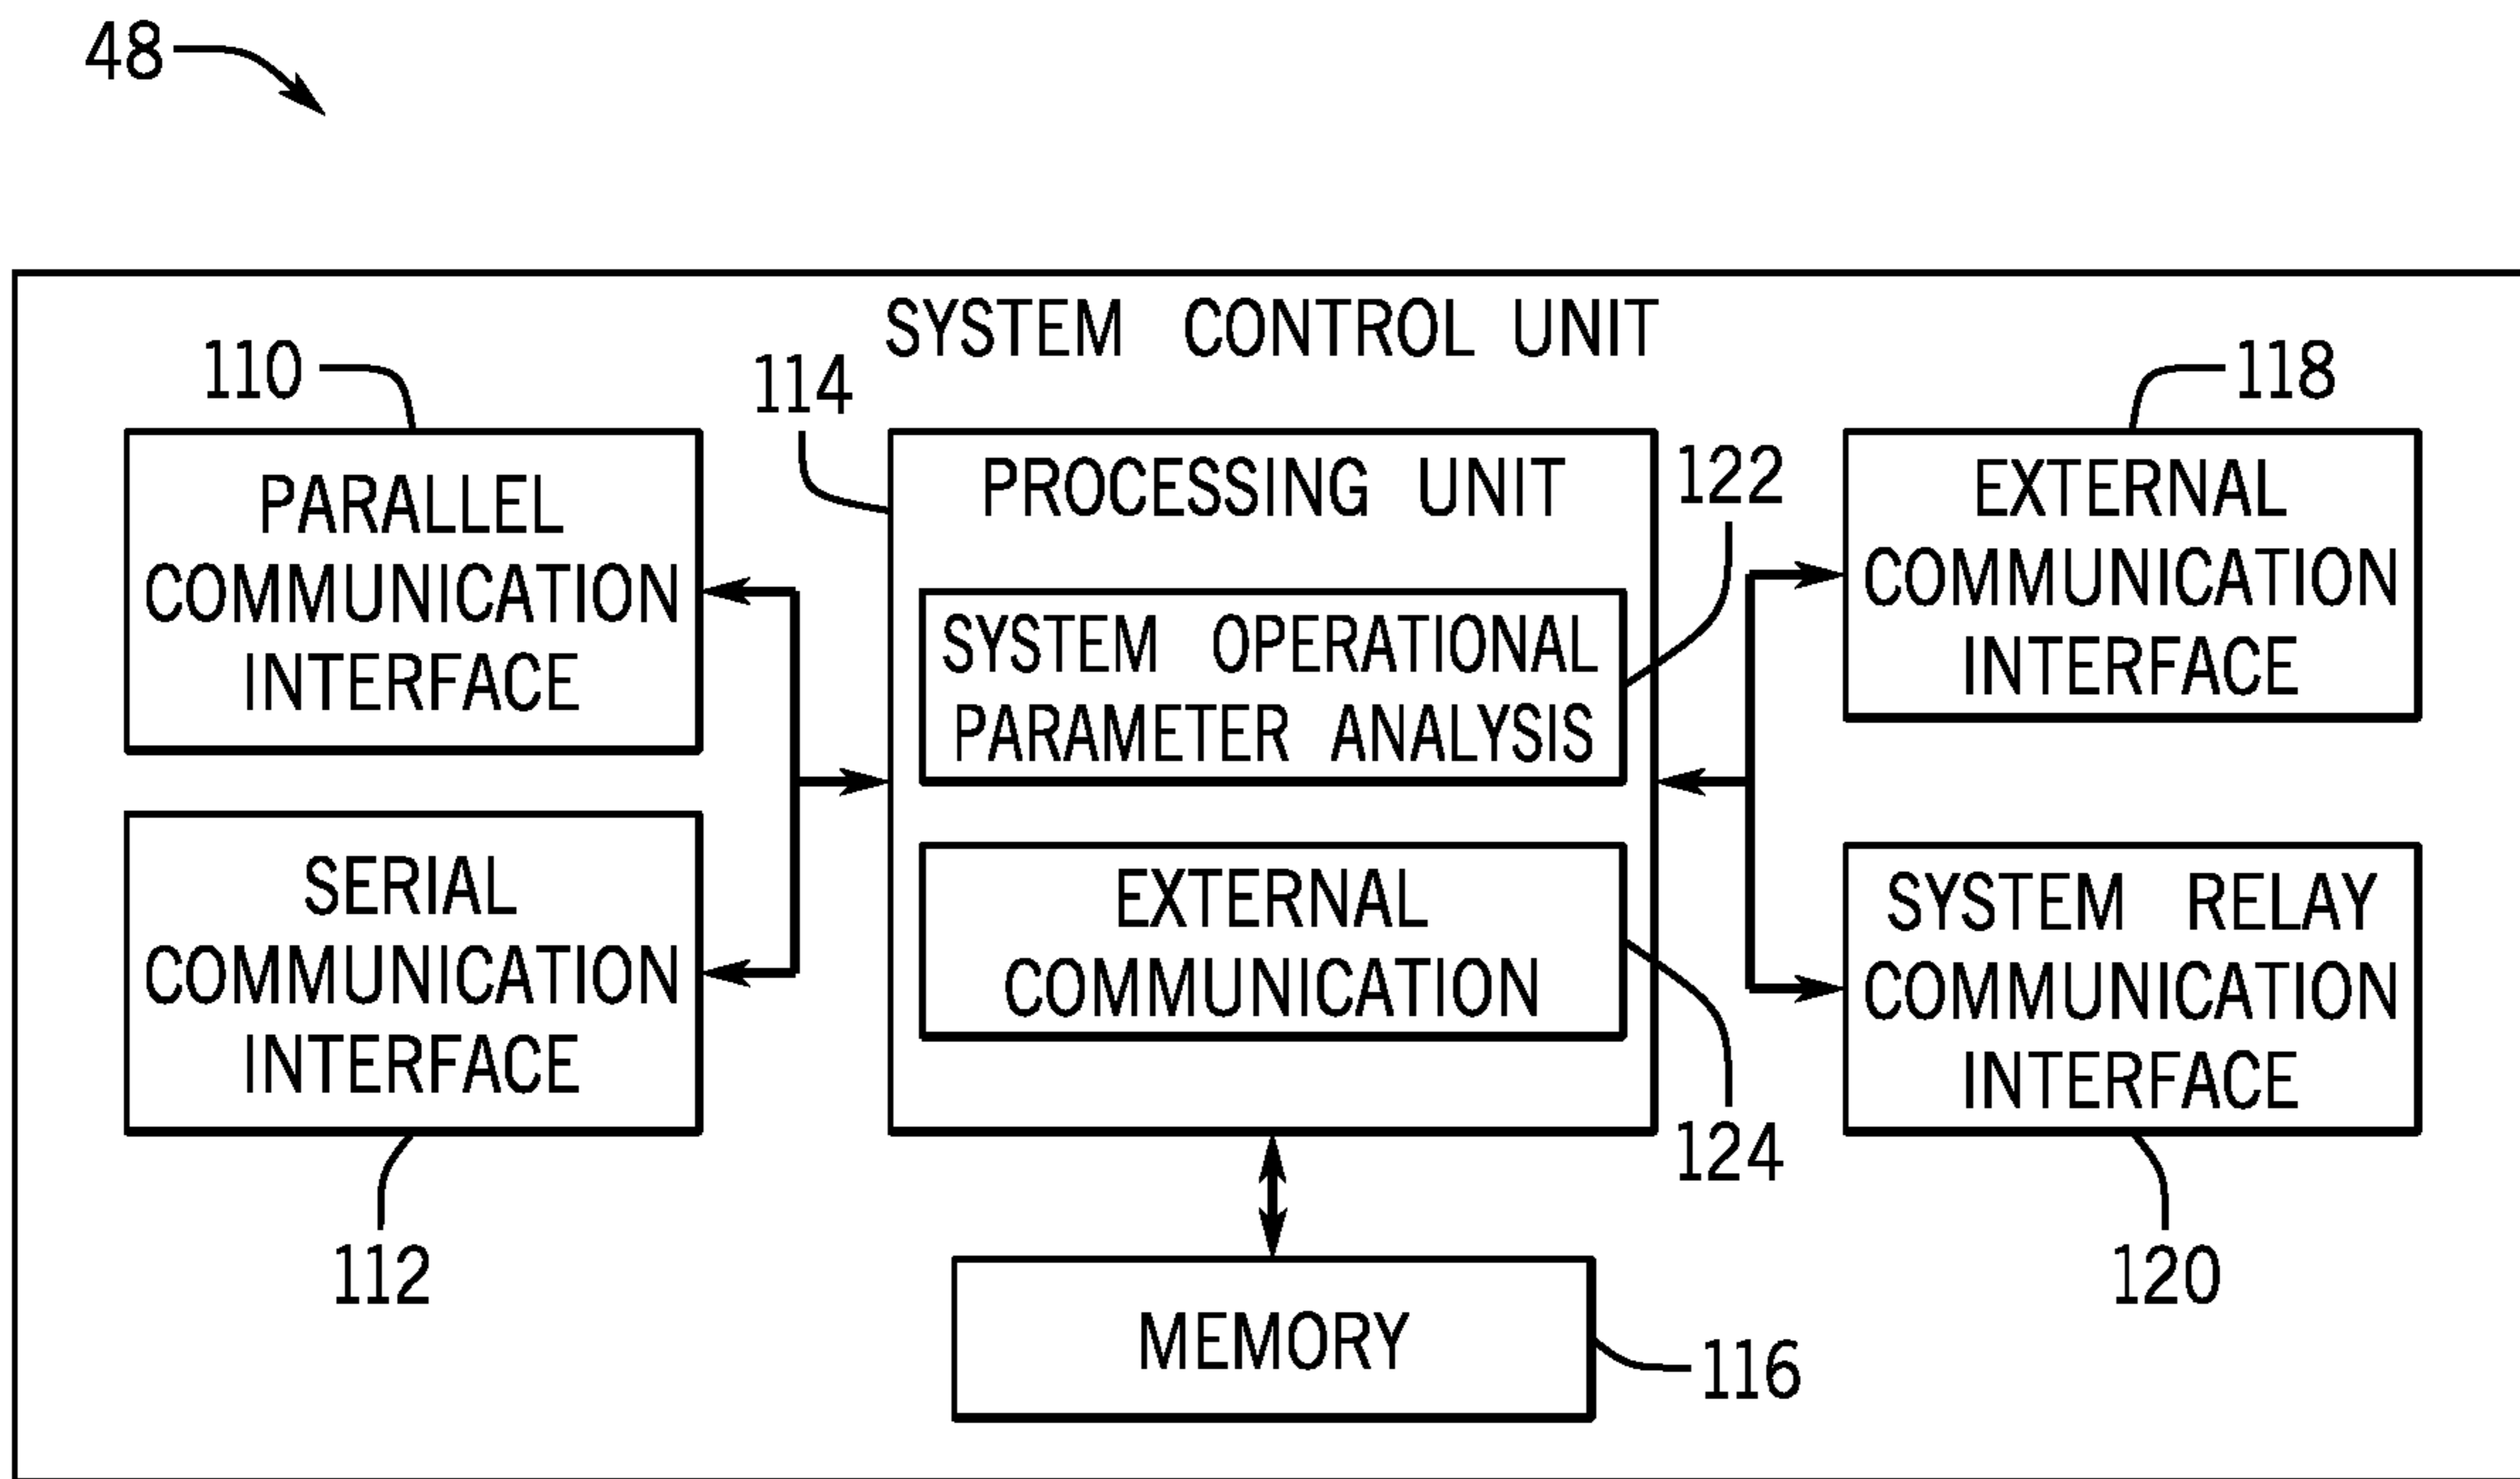 48
SYSTEM CONTROL UNIT
110
PARALLEL
COMMUNICATION
INTERFACE
SERIAL
COMMUNICATION
INTERFACE
112
114
PROCESSING UNIT
122
SYSTEM OPERATIONAL
PARAMETER ANALYSIS
EXTERNAL
COMMUNICATION
124
MEMORY
116
118
EXTERNAL
COMMUNICATION
INTERFACE
SYSTEM RELAY
COMMUNICATION
INTERFACE
120